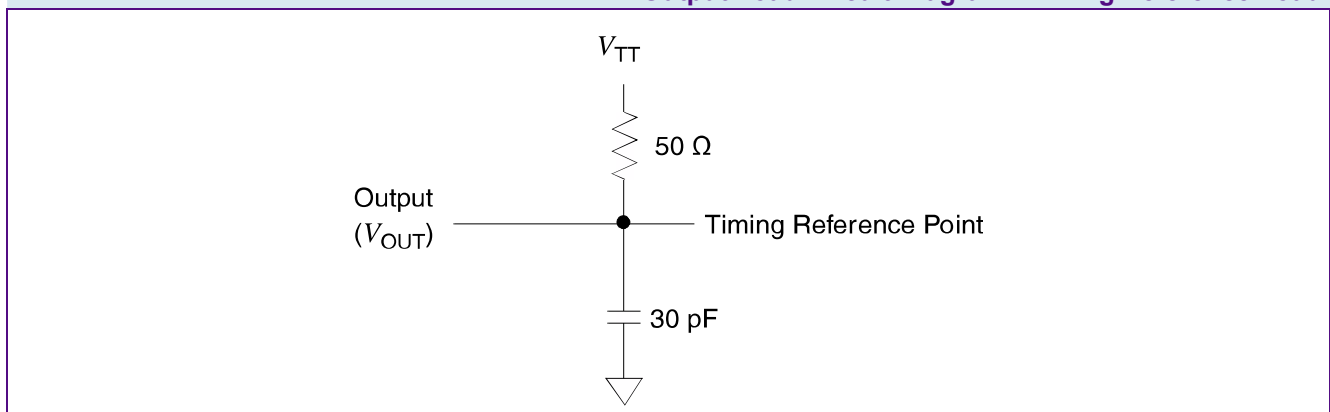 V_TT
50 Ω
Output
(V_OUT)
Timing Reference Point
30 pF